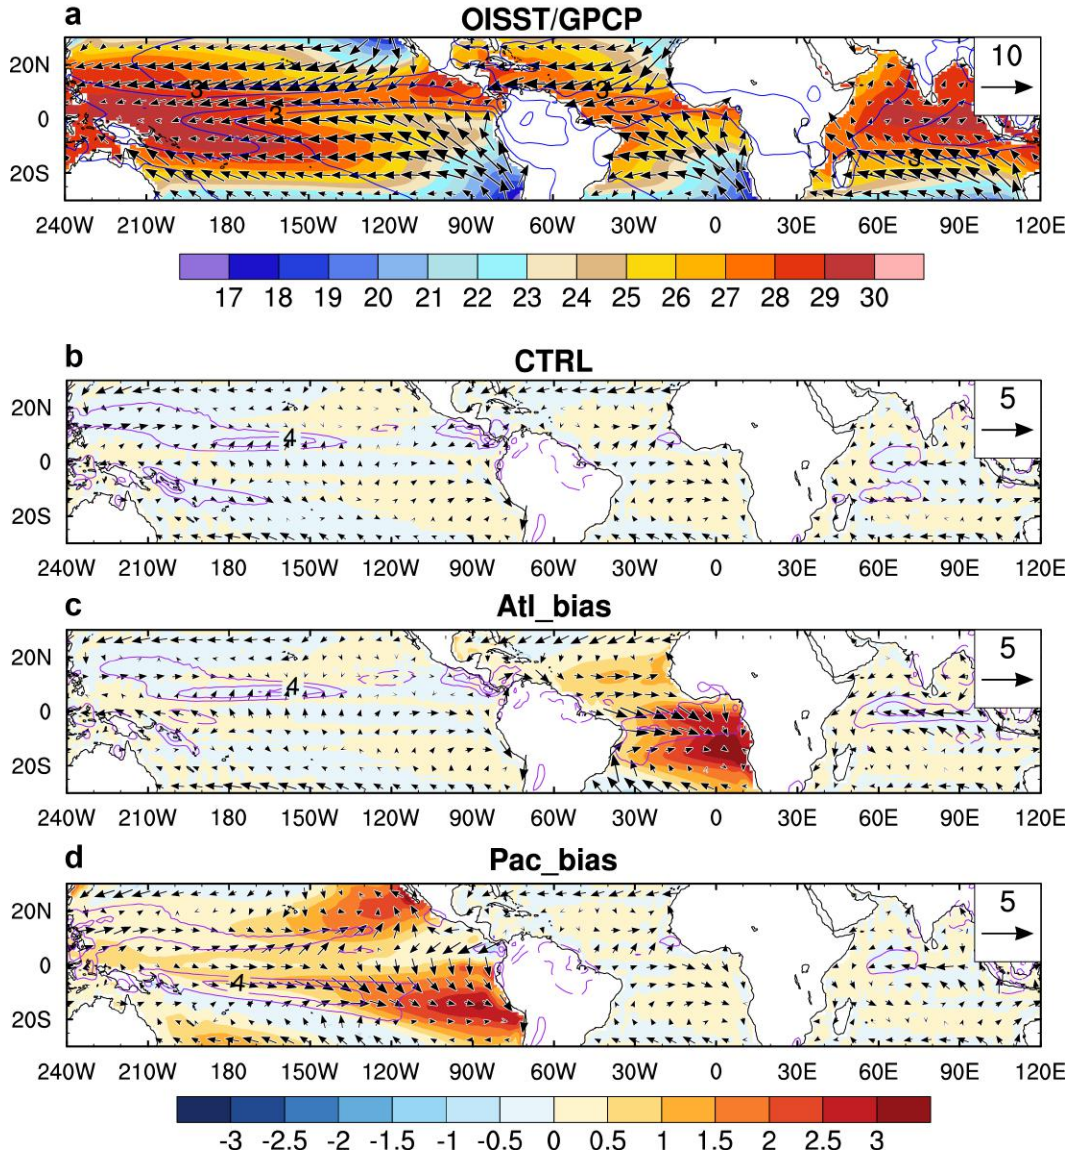 a
OISST/GPCP
20N
0
20S
3
3
3
3
10
240W 210W 180 150W 120W 90W 60W 30W 0 30E 60E 90E 120E
17 18 19 20 21 22 23 24 25 26 27 28 29 30
b
CTRL
20N
0
20S
4
5
240W 210W 180 150W 120W 90W 60W 30W 0 30E 60E 90E 120E
c
Atl_bias
20N
0
20S
4
5
240W 210W 180 150W 120W 90W 60W 30W 0 30E 60E 90E 120E
d
Pac_bias
20N
0
20S
4
5
240W 210W 180 150W 120W 90W 60W 30W 0 30E 60E 90E 120E
-3 -2.5 -2 -1.5 -1 -0.5 0 0.5 1 1.5 2 2.5 3